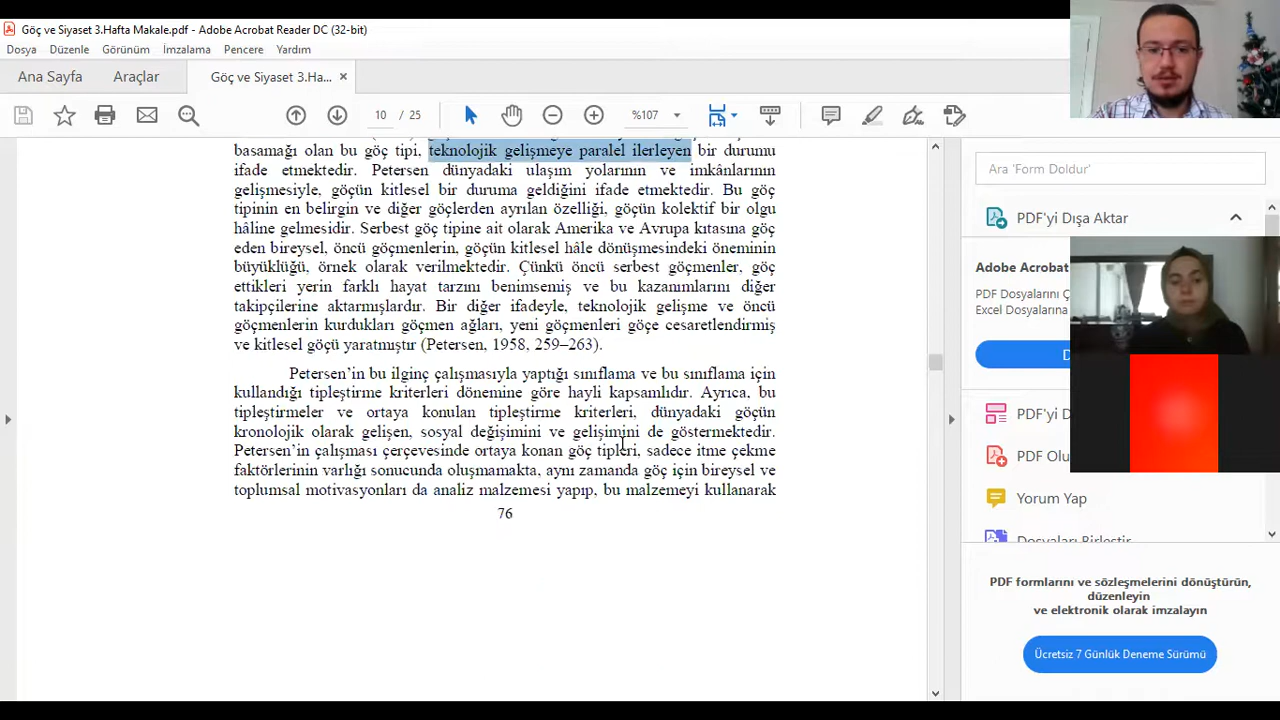 Göç ve Siyaset 3.Hafta Makale.pdf - Adobe Acrobat Reader DC (32-bit)
Dosya Düzenle Görünüm İmzalama Pencere Yardım
Ana Sayfa Araçlar Göç ve Siyaset 3.Ha... ×
10 / 25 %107
basamağı olan bu göç tipi, teknolojik gelişmeye paralel ilerleyen bir durumu
ifade etmektedir. Petersen dünyadaki ulaşım yolarının ve imkânlarının
gelişmesiyle, göçün kitlesel bir duruma geldiğini ifade etmektedir. Bu göç
tipinin en belirgin ve diğer göçlerden ayrılan özelliği, göçün kolektif bir olgu
hâline gelmesidir. Serbest göç tipine ait olarak Amerika ve Avrupa kıtasına göç
eden bireysel, öncü göçmenlerin, göçün kitlesel hâle dönüşmesindeki öneminin
büyüklüğü, örnek olarak verilmektedir. Çünkü öncü serbest göçmenler, göç
ettikleri yerin farklı hayat tarzını benimsemiş ve bu kazanımlarını diğer
takipçilerine aktarmışlardır. Bir diğer ifadeyle, teknolojik gelişme ve öncü
göçmenlerin kurdukları göçmen ağları, yeni göçmenleri göçe cesaretlendirmiş
ve kitlesel göçü yaratmıştır (Petersen, 1958, 259–263).
Petersen’in bu ilginç çalışmasıyla yaptığı sınıflama ve bu sınıflama için
kullandığı tipleştirme kriterleri dönemine göre hayli kapsamlıdır. Ayrıca, bu
tipleştirmeler ve ortaya konulan tipleştirme kriterleri, dünyadaki göçün
kronolojik olarak gelişen, sosyal değişimini ve gelişimini de göstermektedir.
Petersen’in çalışması çerçevesinde ortaya konan göç tipleri, sadece itme çekme
faktörlerinin varlığı sonucunda oluşmamakta, aynı zamanda göç için bireysel ve
toplumsal motivasyonları da analiz malzemesi yapıp, bu malzemeyi kullanarak
76
Ara 'Form Doldur'
PDF'yi Dışa Aktar
Adobe Acrobat
PDF Dosyalarını Ç
Excel Dosyalarına
D
PDF'yi D
PDF Olu
Yorum Yap
Dosyaları Birleştir
PDF formlarını ve sözleşmelerini dönüştürün,
düzenleyin
ve elektronik olarak imzalayın
Ücretsiz 7 Günlük Deneme Sürümü